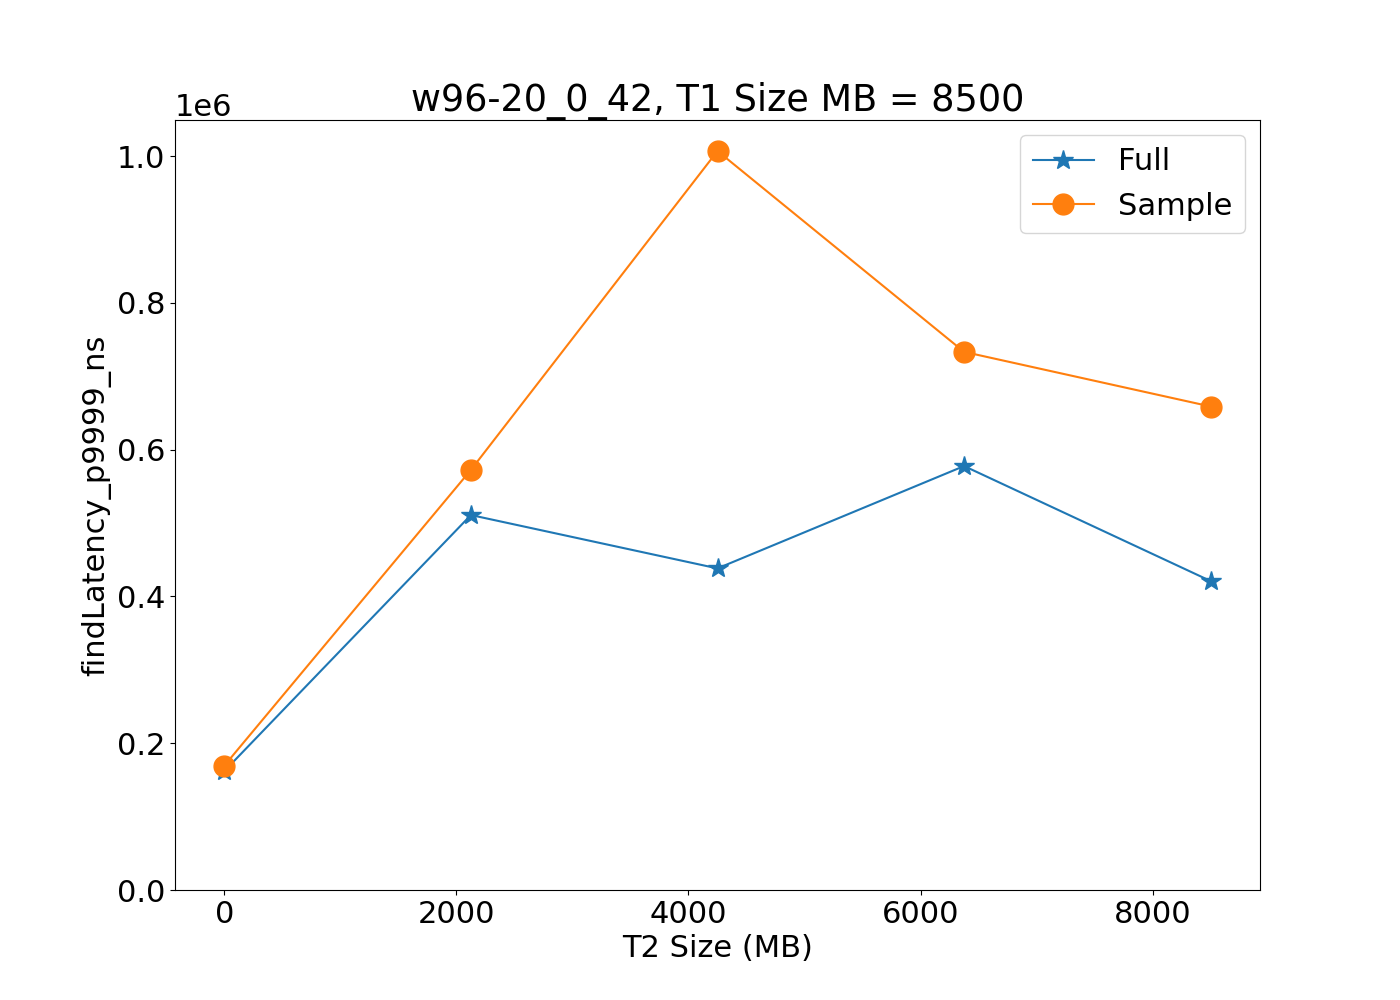 w96-20_0_42, T1 Size MB = 8500
1e6
Full
Sample
1.0
0.8
0.6
0.4
0.2
0.0
findLatency_p9999_ns
0 2000 4000 6000 8000
T2 Size (MB)